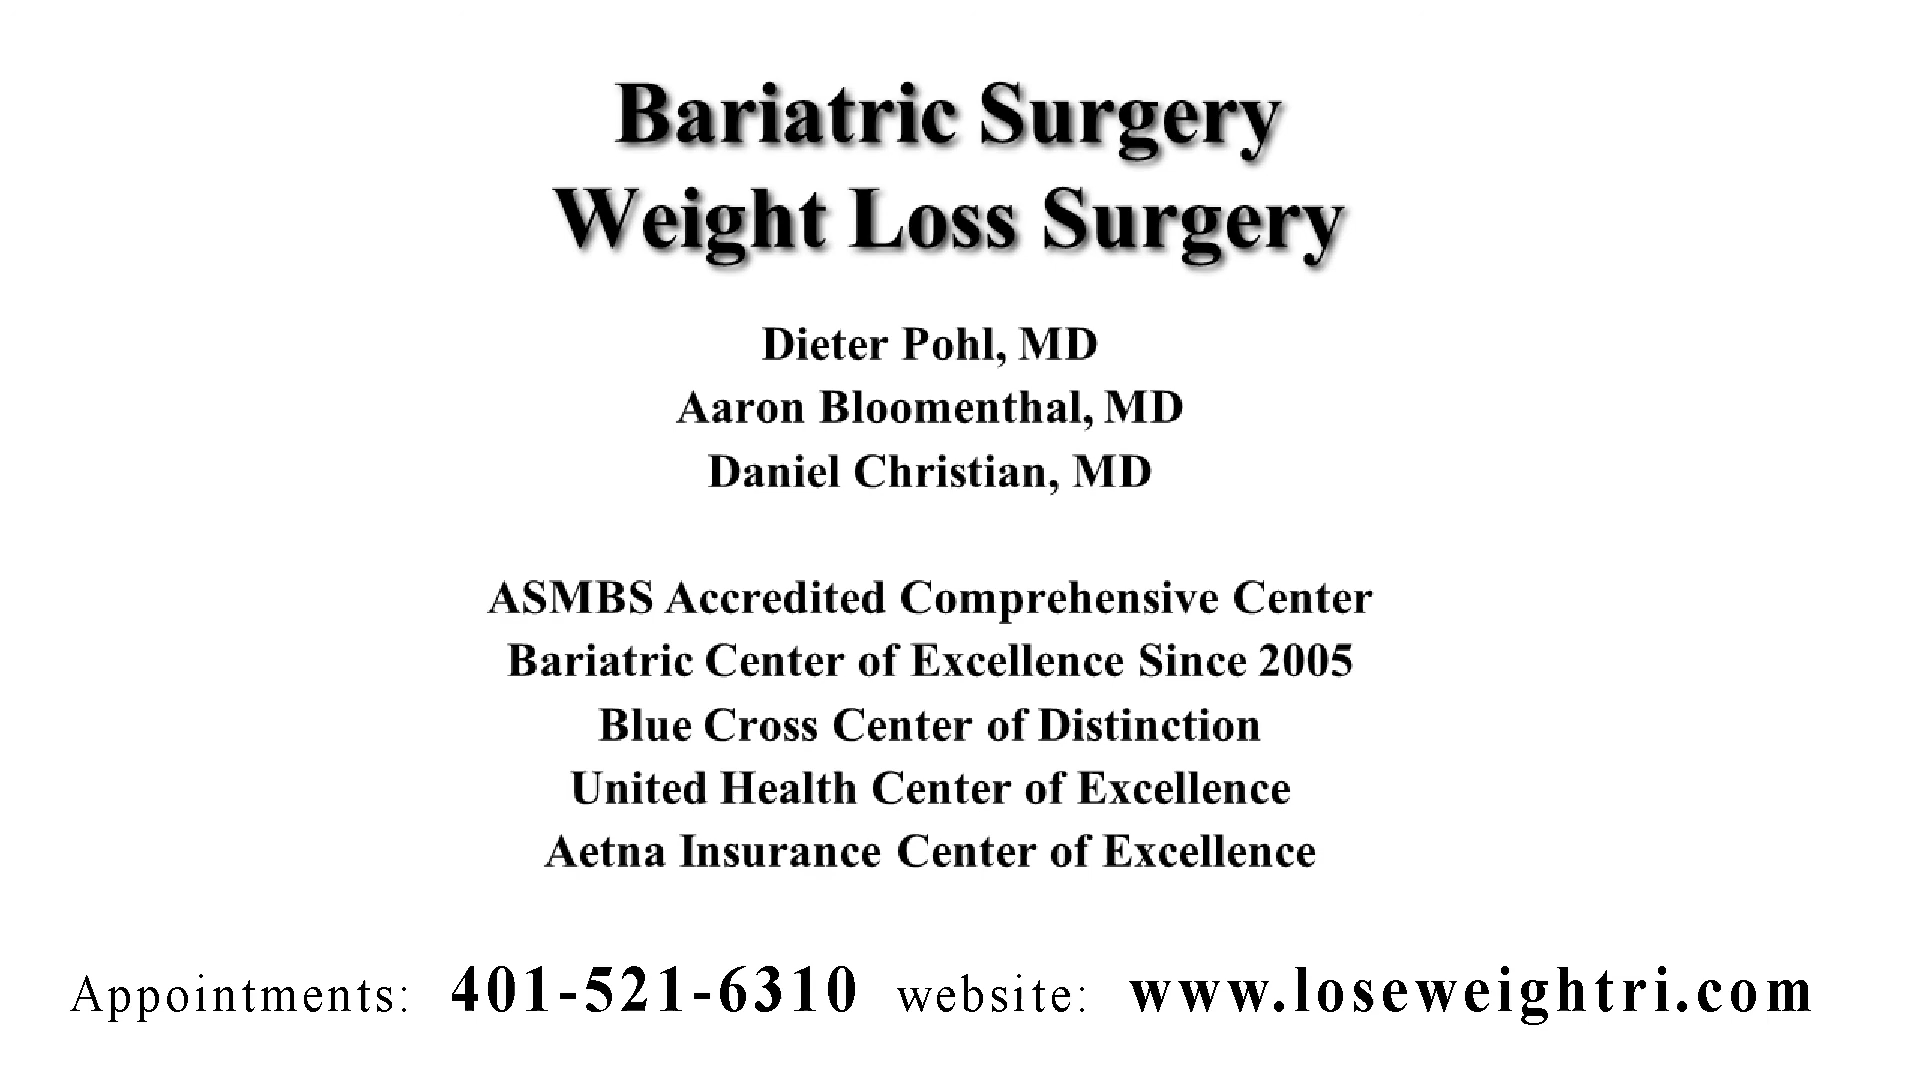 Bariatric Surgery
Weight Loss Surgery
Dieter Pohl, MD
Aaron Bloomenthal, MD
Daniel Christian, MD
ASMBS Accredited Comprehensive Center
Bariatric Center of Excellence Since 2005
Blue Cross Center of Distinction
United Health Center of Excellence
Aetna Insurance Center of Excellence
Appointments: 401-521-6310 website: www.loseweightri.com